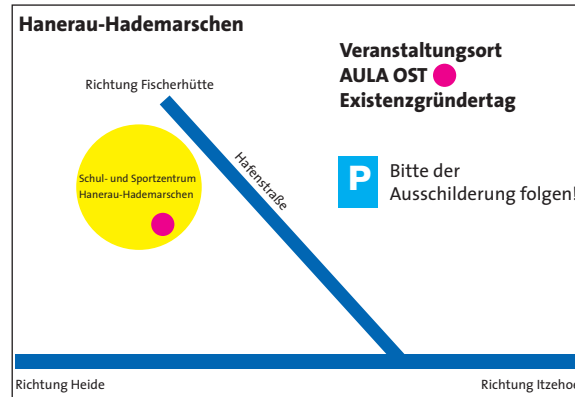 Hanerau-Hademarschen
Veranstaltungsort
AULA OST
Existenzgründertag
Richtung Fischerhütte
Hafenstraße
Schul- und Sportzentrum
Hanerau-Hademarschen
P
Bitte der
Ausschilderung folgen!
Richtung Heide
Richtung Itzehoe